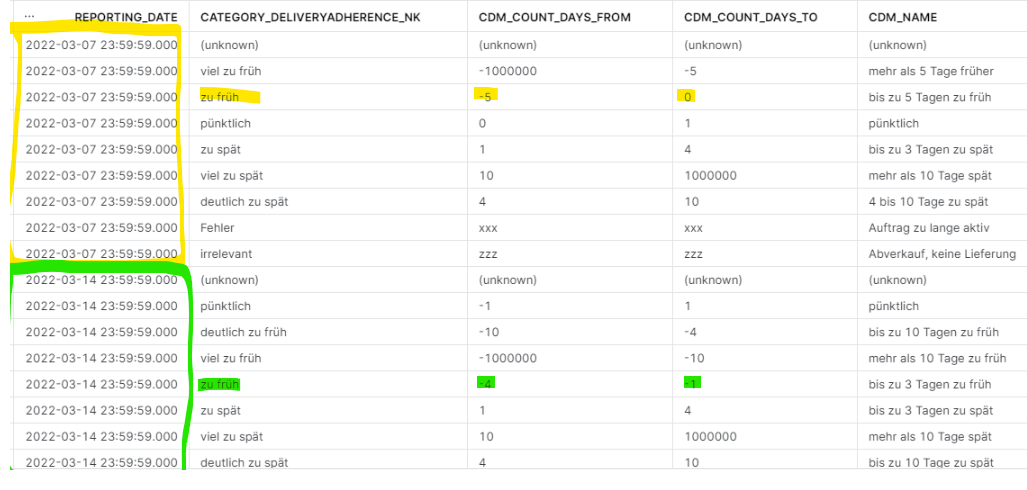 ... REPORTING_DATE CATEGORY_DELIVERYADHERENCE_NK CDM_COUNT_DAYS_FROM CDM_COUNT_DAYS_TO CDM_NAME
2022-03-07 23:59:59.000 (unknown) (unknown) (unknown) (unknown)
2022-03-07 23:59:59.000 viel zu früh -1000000 -5 mehr als 5 Tage früher
2022-03-07 23:59:59.000 zu früh -5 0 bis zu 5 Tagen zu früh
2022-03-07 23:59:59.000 pünktlich 0 1 pünktlich
2022-03-07 23:59:59.000 zu spät 1 4 bis zu 3 Tagen zu spät
2022-03-07 23:59:59.000 viel zu spät 10 1000000 mehr als 10 Tage spät
2022-03-07 23:59:59.000 deutlich zu spät 4 10 4 bis 10 Tage zu spät
2022-03-07 23:59:59.000 Fehler xxx xxx Auftrag zu lange aktiv
2022-03-07 23:59:59.000 irrelevant zzz zzz Abverkauf, keine Lieferung
2022-03-14 23:59:59.000 (unknown) (unknown) (unknown) (unknown)
2022-03-14 23:59:59.000 pünktlich -1 1 pünktlich
2022-03-14 23:59:59.000 deutlich zu früh -10 -4 bis zu 10 Tagen zu früh
2022-03-14 23:59:59.000 viel zu früh -1000000 -10 mehr als 10 Tage zu früh
2022-03-14 23:59:59.000 zu früh -4 -1 bis zu 3 Tagen zu früh
2022-03-14 23:59:59.000 zu spät 1 4 bis zu 3 Tagen zu spät
2022-03-14 23:59:59.000 viel zu spät 10 1000000 mehr als 10 Tage spät
2022-03-14 23:59:59.000 deutlich zu spät 4 10 bis zu 10 Tage zu spät